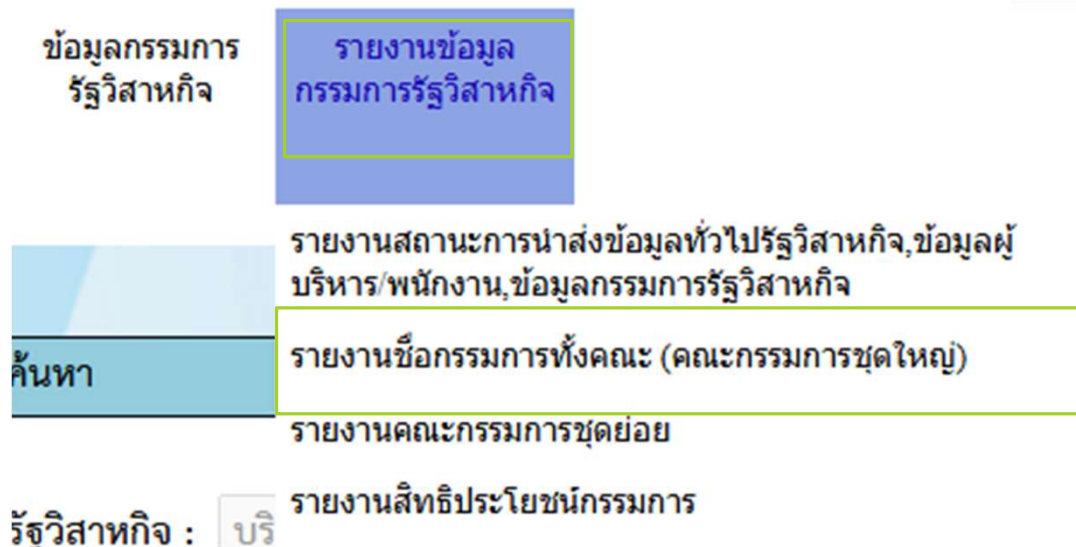 ข้อมูลกรรมการ
รัฐวิสาหกิจ
รายงานข้อมูล
กรรมการรัฐวิสาหกิจ
รายงานสถานะการนำส่งข้อมูลทั่วไปรัฐวิสาหกิจ,ข้อมูลผู้
บริหาร/พนักงาน,ข้อมูลกรรมการรัฐวิสาหกิจ
ค้นหา
รายงานชื่อกรรมการทั้งคณะ (คณะกรรมการชุดใหญ่)
รายงานคณะกรรมการชุดย่อย
รายงานสิทธิประโยชน์กรรมการ
รัฐวิสาหกิจ : บริ